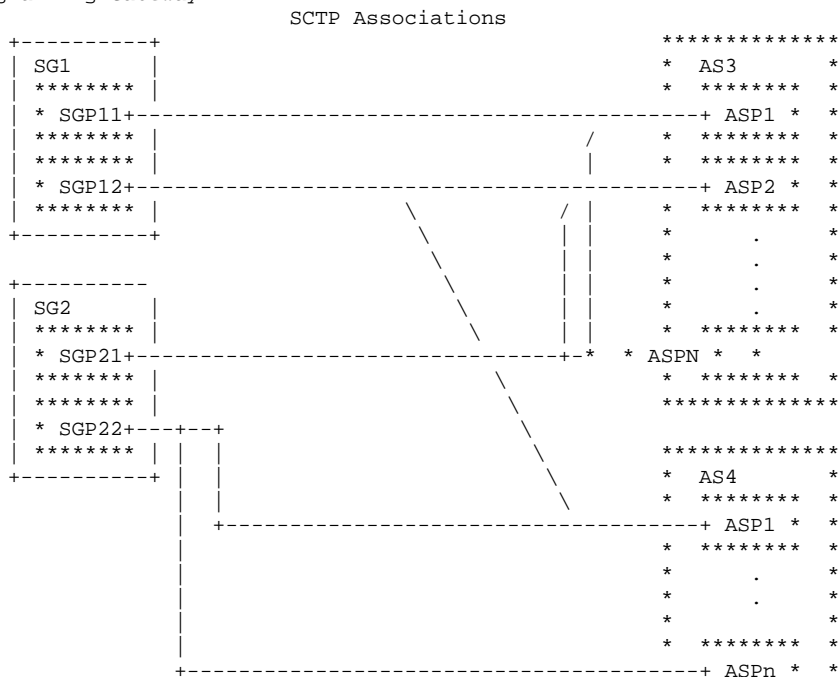 SCTP Associations
SG1
AS3
SGP11
ASP1
SGP12
ASP2
SG2
SGP21
ASPN
SGP22
AS4
ASP1
ASPn